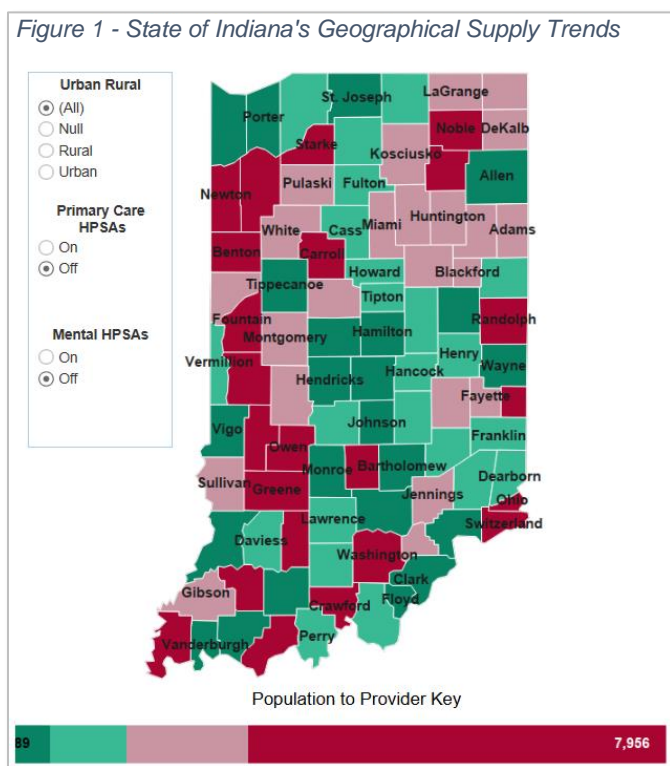 Figure 1 - State of Indiana's Geographical Supply Trends
Urban Rural
(All)
Null
Rural
Urban
Primary Care
HPSAs
On
Off
Mental HPSAs
On
Off
St. Joseph
LaGrange
Porter
Noble
DeKalb
Starke
Kosciusko
Allen
Pulaski
Fulton
Newton
Huntington
Miami
Adams
White
Cass
Benton
Carroll
Howard
Blackford
Tippecanoe
Tipton
Fountain
Randolph
Montgomery
Hamilton
Henry
Vermillion
Hancock
Wayne
Hendricks
Fayette
Johnson
Vigo
Franklin
Owen
Monroe
Bartholomew
Dearborn
Sullivan
Greene
Jennings
Ohio
Lawrence
Switzerland
Daviess
Washington
Clark
Gibson
Floyd
Crawford
Perry
Vanderburgh
Population to Provider Key
89
7,956